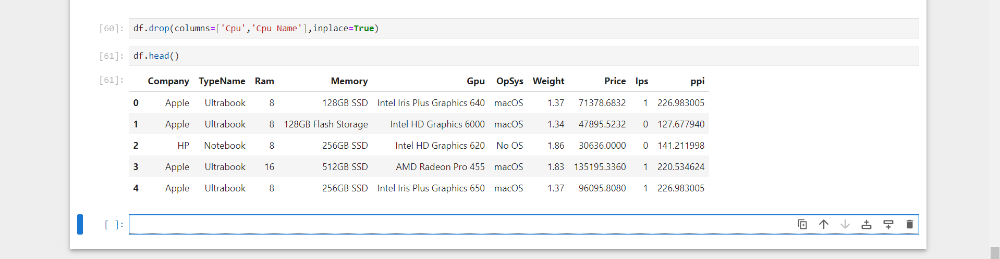 [60]: df.drop(columns=['Cpu','Cpu Name'],inplace=True)
[61]: df.head()
[61]: Company TypeName Ram Memory Gpu OpSys Weight Price Ips ppi
0 Apple Ultrabook 8 128GB SSD Intel Iris Plus Graphics 640 macOS 1.37 71378.6832 1 226.983005
1 Apple Ultrabook 8 128GB Flash Storage Intel HD Graphics 6000 macOS 1.34 47895.5232 0 127.677940
2 HP Notebook 8 256GB SSD Intel HD Graphics 620 No OS 1.86 30636.0000 0 141.211998
3 Apple Ultrabook 16 512GB SSD AMD Radeon Pro 455 macOS 1.83 135195.3360 1 220.534624
4 Apple Ultrabook 8 256GB SSD Intel Iris Plus Graphics 650 macOS 1.37 96095.8080 1 226.983005
[ ]: